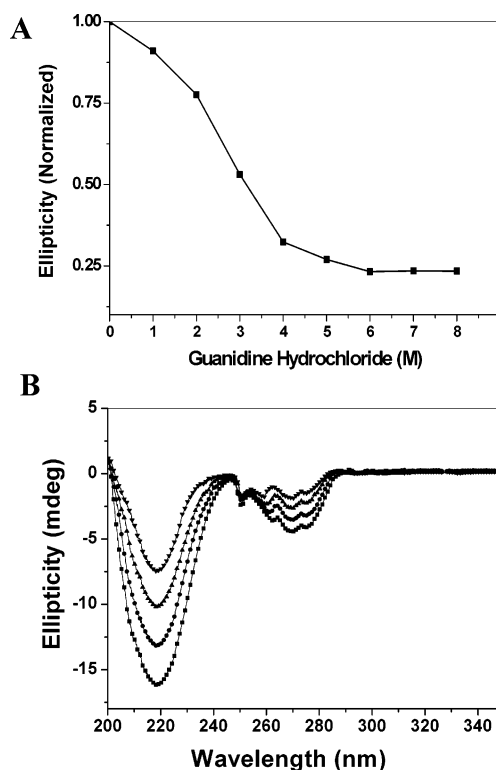 A
Ellipticity (Normalized)
1.00
0.75
0.50
0.25
0 1 2 3 4 5 6 7 8
Guanidine Hydrochloride (M)
B
Ellipticity (mdeg)
5
0
-5
-10
-15
200 220 240 260 280 300 320 340
Wavelength (nm)